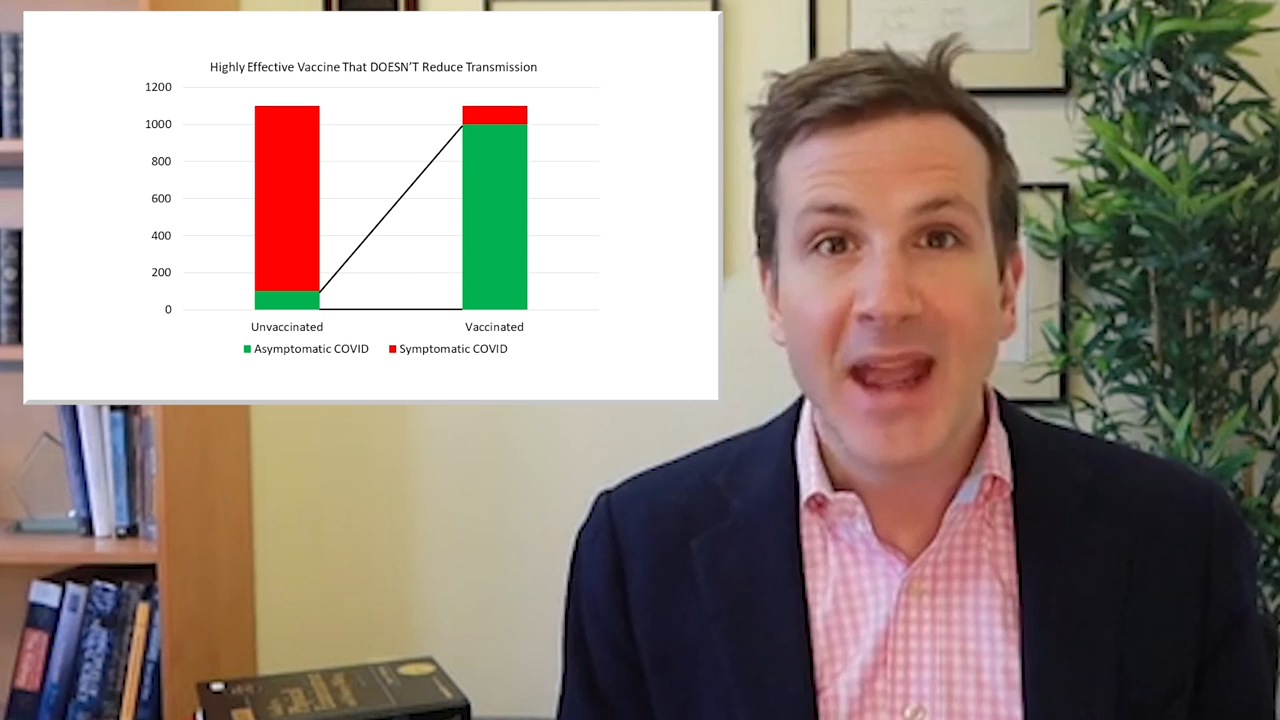 Highly Effective Vaccine That DOESN'T Reduce Transmission
1200
1000
800
600
400
200
0
Unvaccinated
Vaccinated
Asymptomatic COVID
Symptomatic COVID